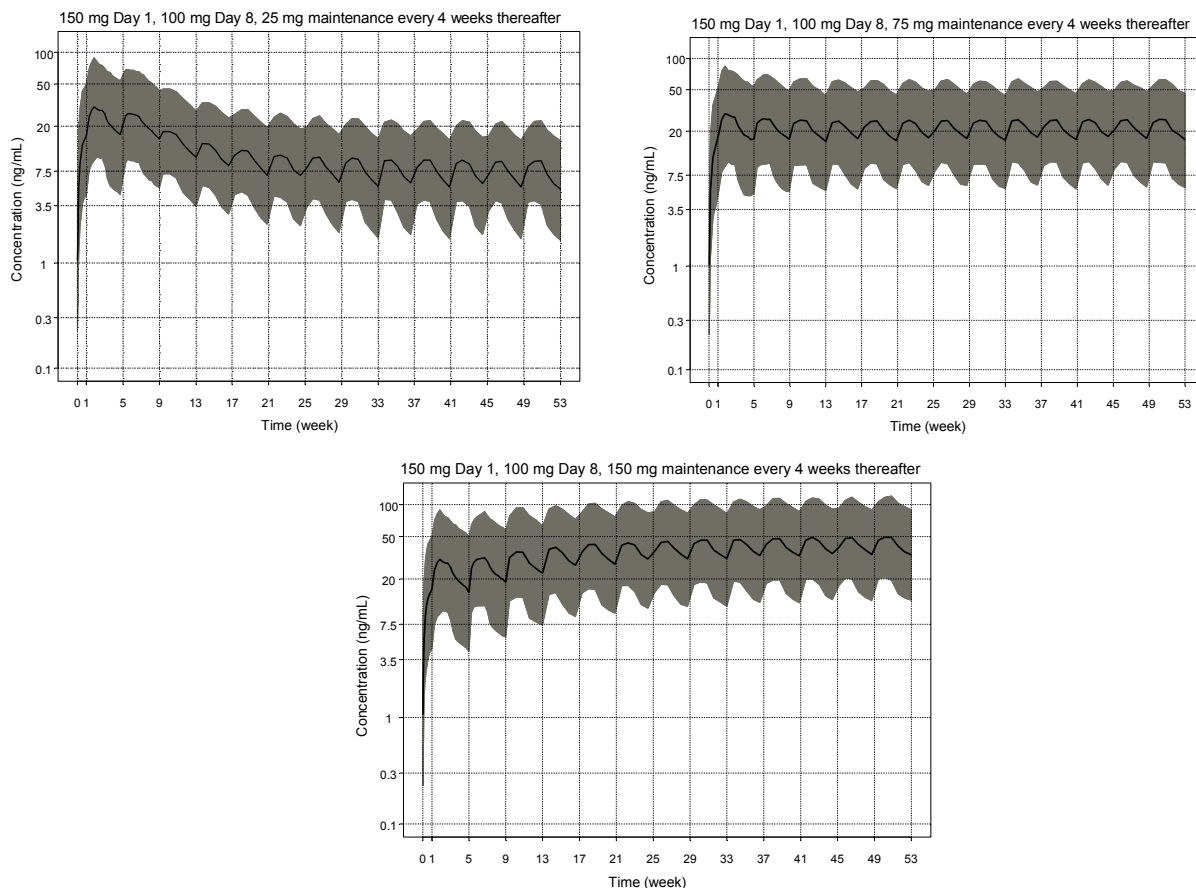 150 mg Day 1, 100 mg Day 8, 25 mg maintenance every 4 weeks thereafter
Concentration (ng/mL)
100
50
20
7.5
3.5
1
0.3
0.1
0 1 5 9 13 17 21 25 29 33 37 41 45 49 53
Time (week)
150 mg Day 1, 100 mg Day 8, 75 mg maintenance every 4 weeks thereafter
Concentration (ng/mL)
100
50
20
7.5
3.5
1
0.3
0.1
0 1 5 9 13 17 21 25 29 33 37 41 45 49 53
Time (week)
150 mg Day 1, 100 mg Day 8, 150 mg maintenance every 4 weeks thereafter
Concentration (ng/mL)
100
50
20
7.5
3.5
1
0.3
0.1
0 1 5 9 13 17 21 25 29 33 37 41 45 49 53
Time (week)